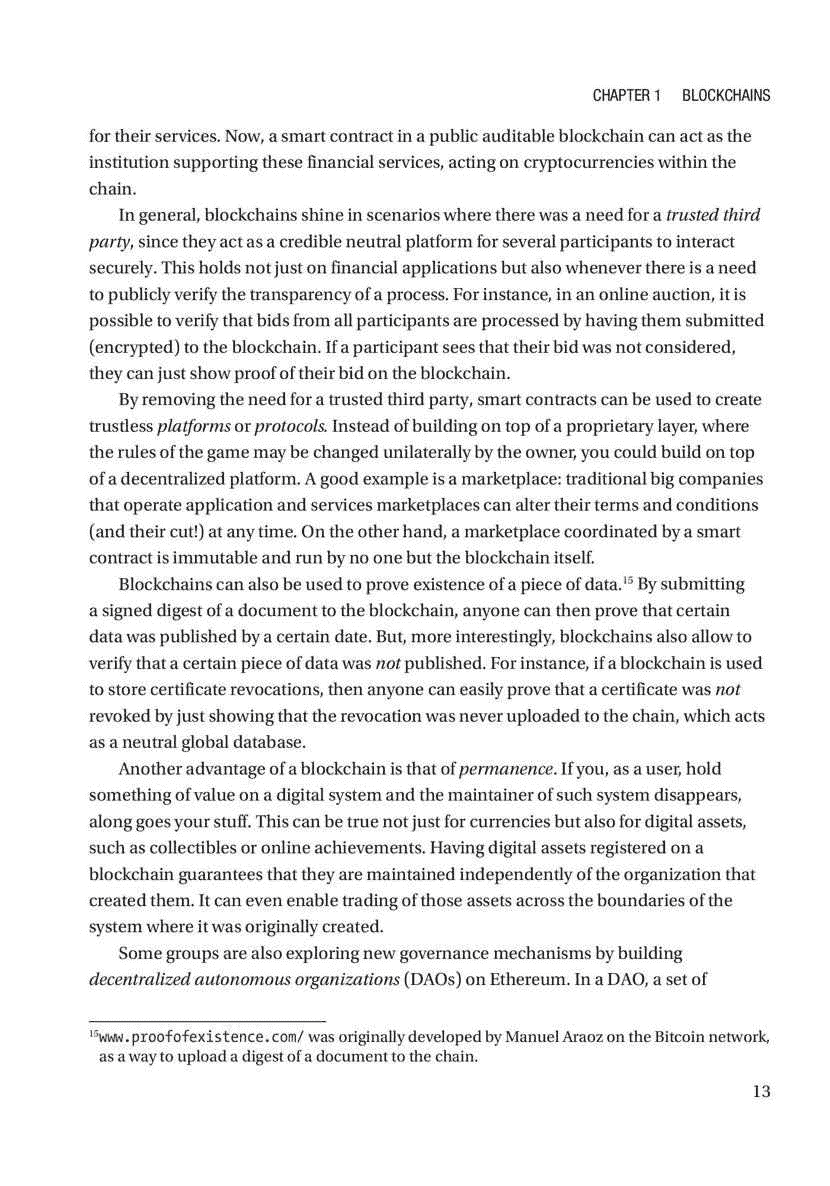 CHAPTER 1 BLOCKCHAINS
for their services. Now, a smart contract in a public auditable blockchain can act as the
institution supporting these financial services, acting on cryptocurrencies within the
chain.
In general, blockchains shine in scenarios where there was a need for a trusted third
party, since they act as a credible neutral platform for several participants to interact
securely. This holds not just on financial applications but also whenever there is a need
to publicly verify the transparency of a process. For instance, in an online auction, it is
possible to verify that bids from all participants are processed by having them submitted
(encrypted) to the blockchain. If a participant sees that their bid was not considered,
they can just show proof of their bid on the blockchain.
By removing the need for a trusted third party, smart contracts can be used to create
trustless platforms or protocols. Instead of building on top of a proprietary layer, where
the rules of the game may be changed unilaterally by the owner, you could build on top
of a decentralized platform. A good example is a marketplace: traditional big companies
that operate application and services marketplaces can alter their terms and conditions
(and their cut!) at any time. On the other hand, a marketplace coordinated by a smart
contract is immutable and run by no one but the blockchain itself.
Blockchains can also be used to prove existence of a piece of data.15 By submitting
a signed digest of a document to the blockchain, anyone can then prove that certain
data was published by a certain date. But, more interestingly, blockchains also allow to
verify that a certain piece of data was not published. For instance, if a blockchain is used
to store certificate revocations, then anyone can easily prove that a certificate was not
revoked by just showing that the revocation was never uploaded to the chain, which acts
as a neutral global database.
Another advantage of a blockchain is that of permanence. If you, as a user, hold
something of value on a digital system and the maintainer of such system disappears,
along goes your stuff. This can be true not just for currencies but also for digital assets,
such as collectibles or online achievements. Having digital assets registered on a
blockchain guarantees that they are maintained independently of the organization that
created them. It can even enable trading of those assets across the boundaries of the
system where it was originally created.
Some groups are also exploring new governance mechanisms by building
decentralized autonomous organizations (DAOs) on Ethereum. In a DAO, a set of
15www.proofofexistence.com/ was originally developed by Manuel Araoz on the Bitcoin network,
as a way to upload a digest of a document to the chain.
13